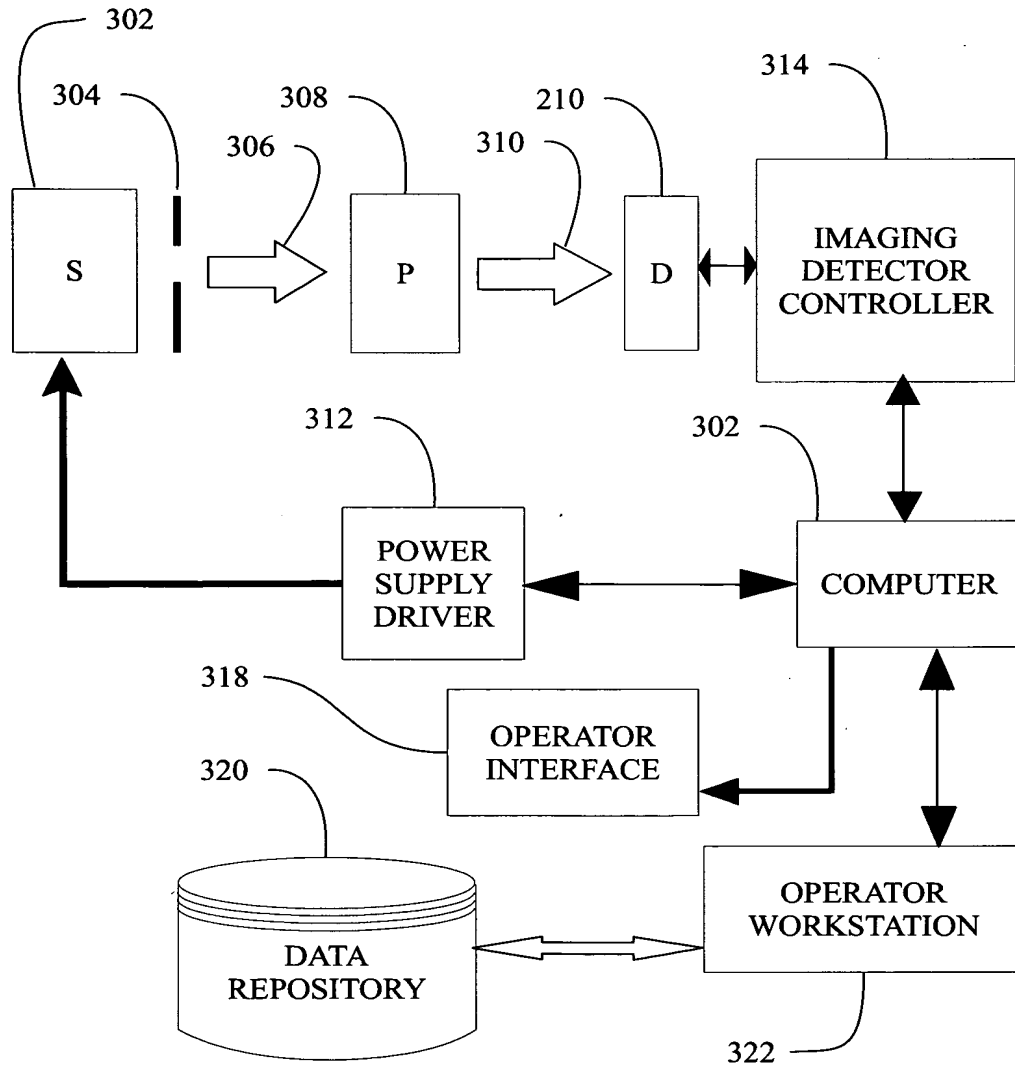 302
304
306
308
310
210
314
S
P
D
IMAGING
DETECTOR
CONTROLLER
312
302
POWER
SUPPLY
DRIVER
COMPUTER
318
OPERATOR
INTERFACE
320
DATA
REPOSITORY
OPERATOR
WORKSTATION
322